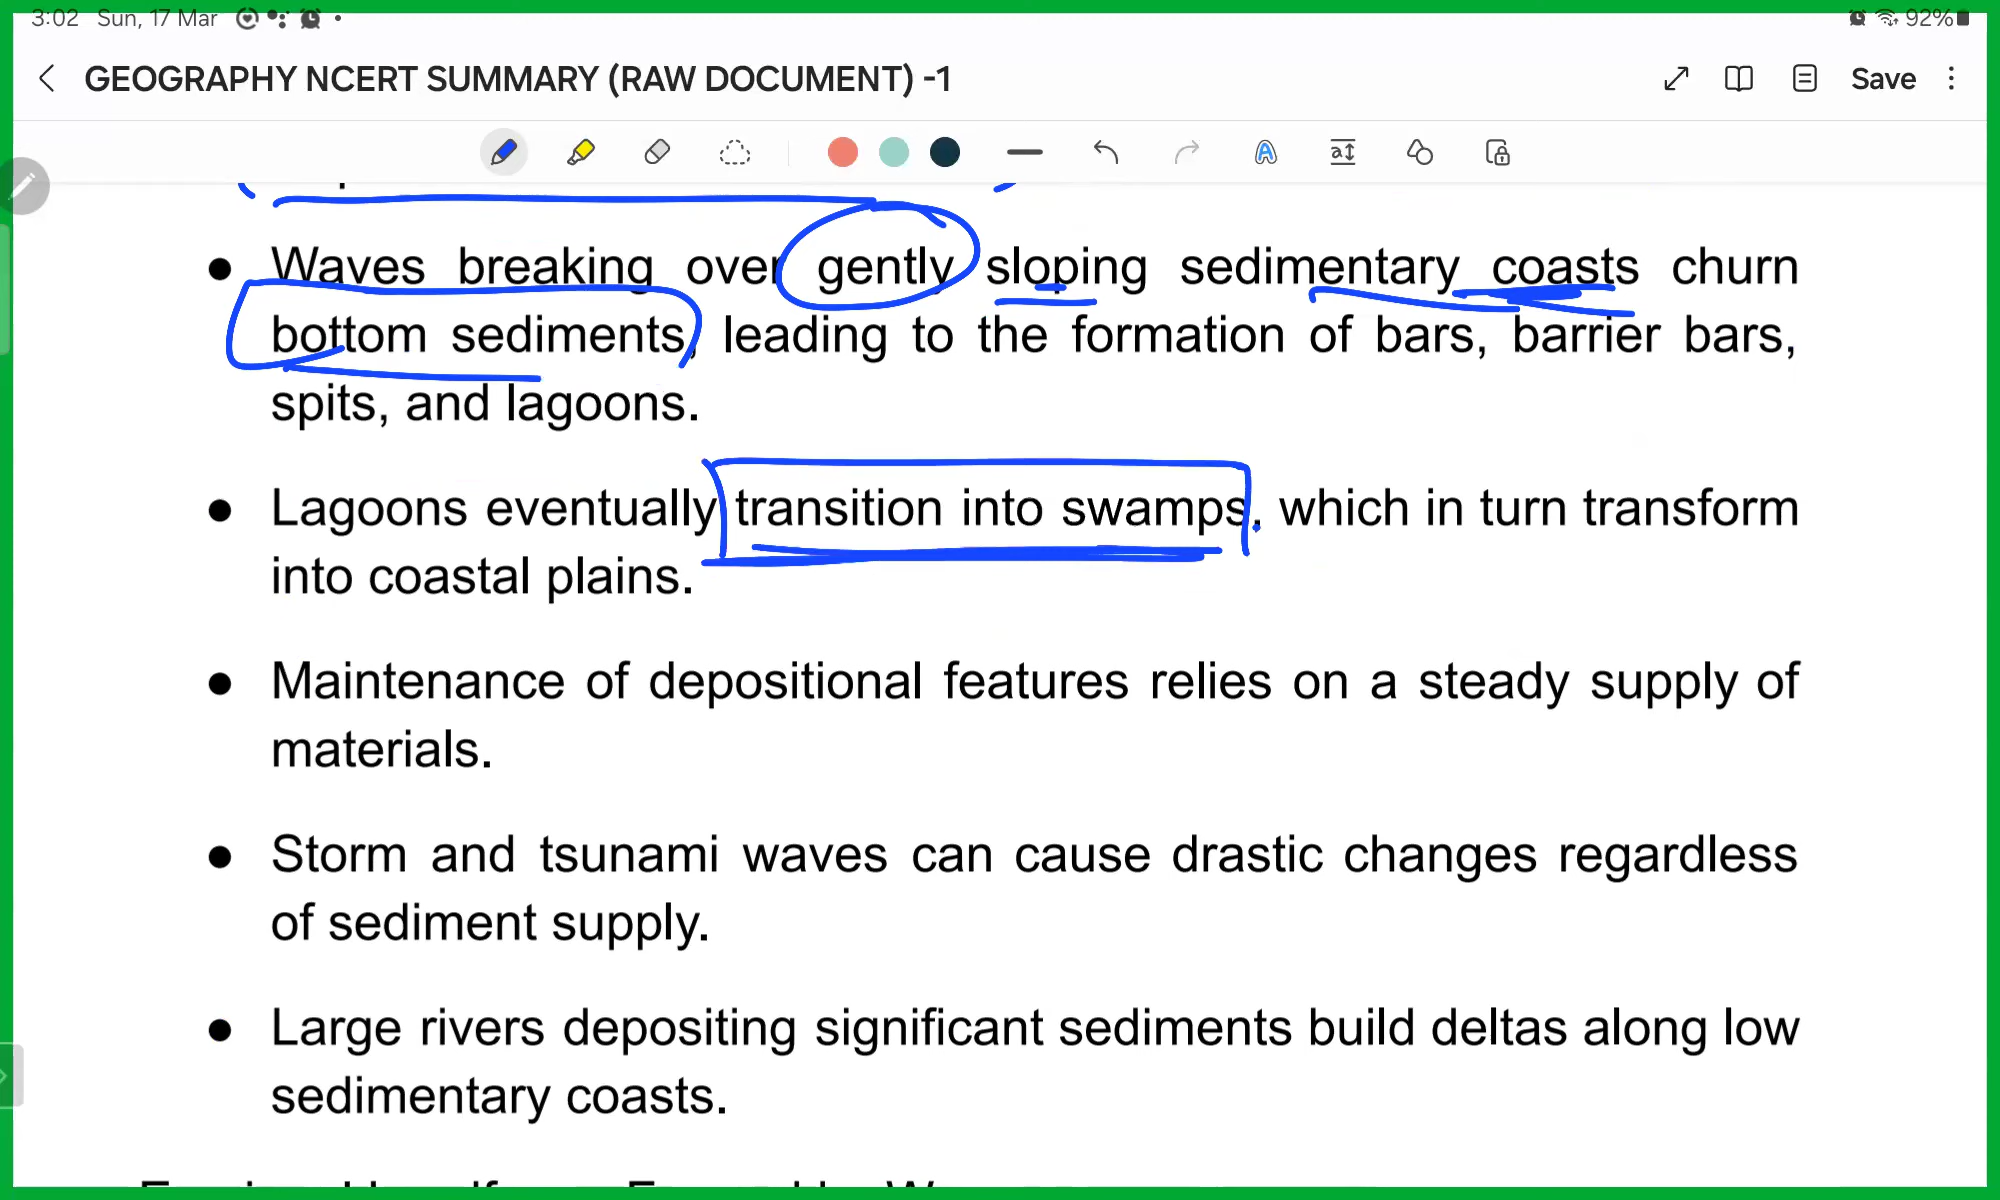 3:02 Sun, 17 Mar
92%
GEOGRAPHY NCERT SUMMARY (RAW DOCUMENT) -1
Save
Waves breaking over gently sloping sedimentary coasts churn
bottom sediments, leading to the formation of bars, barrier bars,
spits, and lagoons.
Lagoons eventually transition into swamps, which in turn transform
into coastal plains.
Maintenance of depositional features relies on a steady supply of
materials.
Storm and tsunami waves can cause drastic changes regardless
of sediment supply.
Large rivers depositing significant sediments build deltas along low
sedimentary coasts.